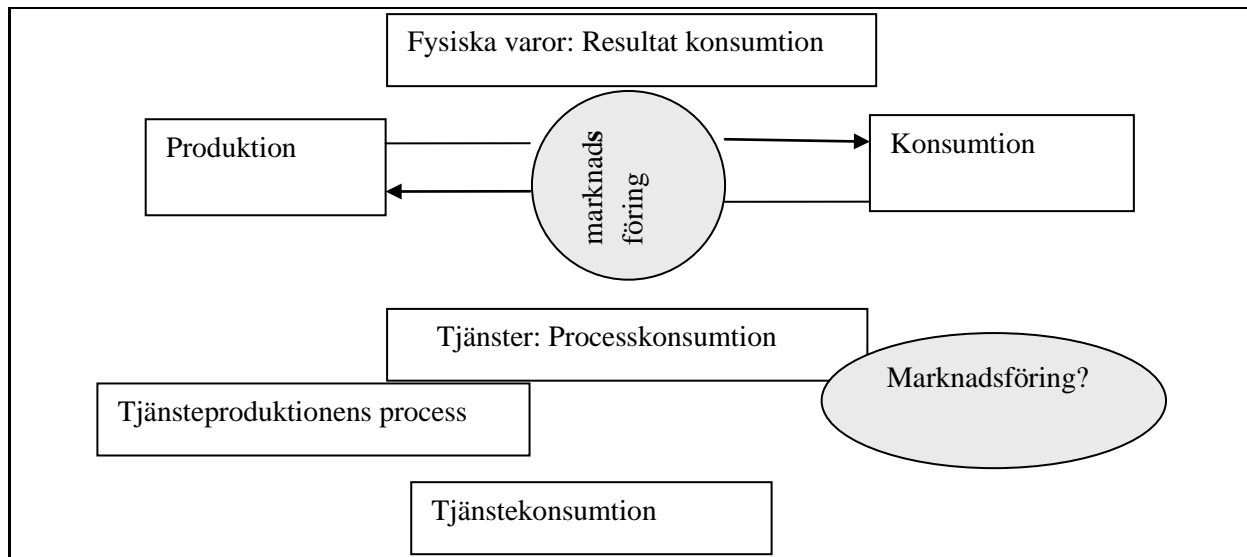 Fysiska varor: Resultat konsumtion
Produktion
marknads
föring
Konsumtion
Tjänster: Processkonsumtion
Marknadsföring?
Tjänsteproduktionens process
Tjänstekonsumtion